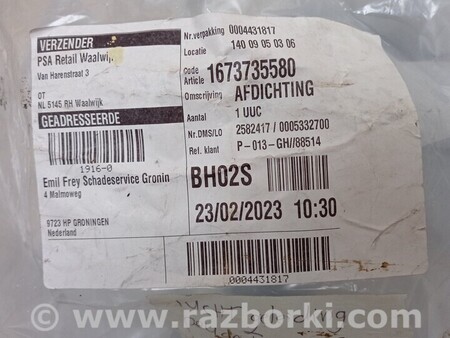 VERZENDER
PSA Retail Waalwij
Van Harenstraat 3
OT
NL 5145 RH Waalwijk
GEADRESSEERDE
1916-0
Emil Frey Schadeservice Gronin
4 Malmoweg
9723 HP GRONINGEN
Nederland
Nr.verpakking 0004431817
Locatie 140 09 05 03 06
Code Article 1673735580
Omschrijving AFDICHTING
Aantal 1 UUC
Nr.DMS/LO 2582417 / 0005332700
Ref. klant P-013-GH//88514
BH02S
23/02/2023 10:30
0004431817
© www.razborki.com/